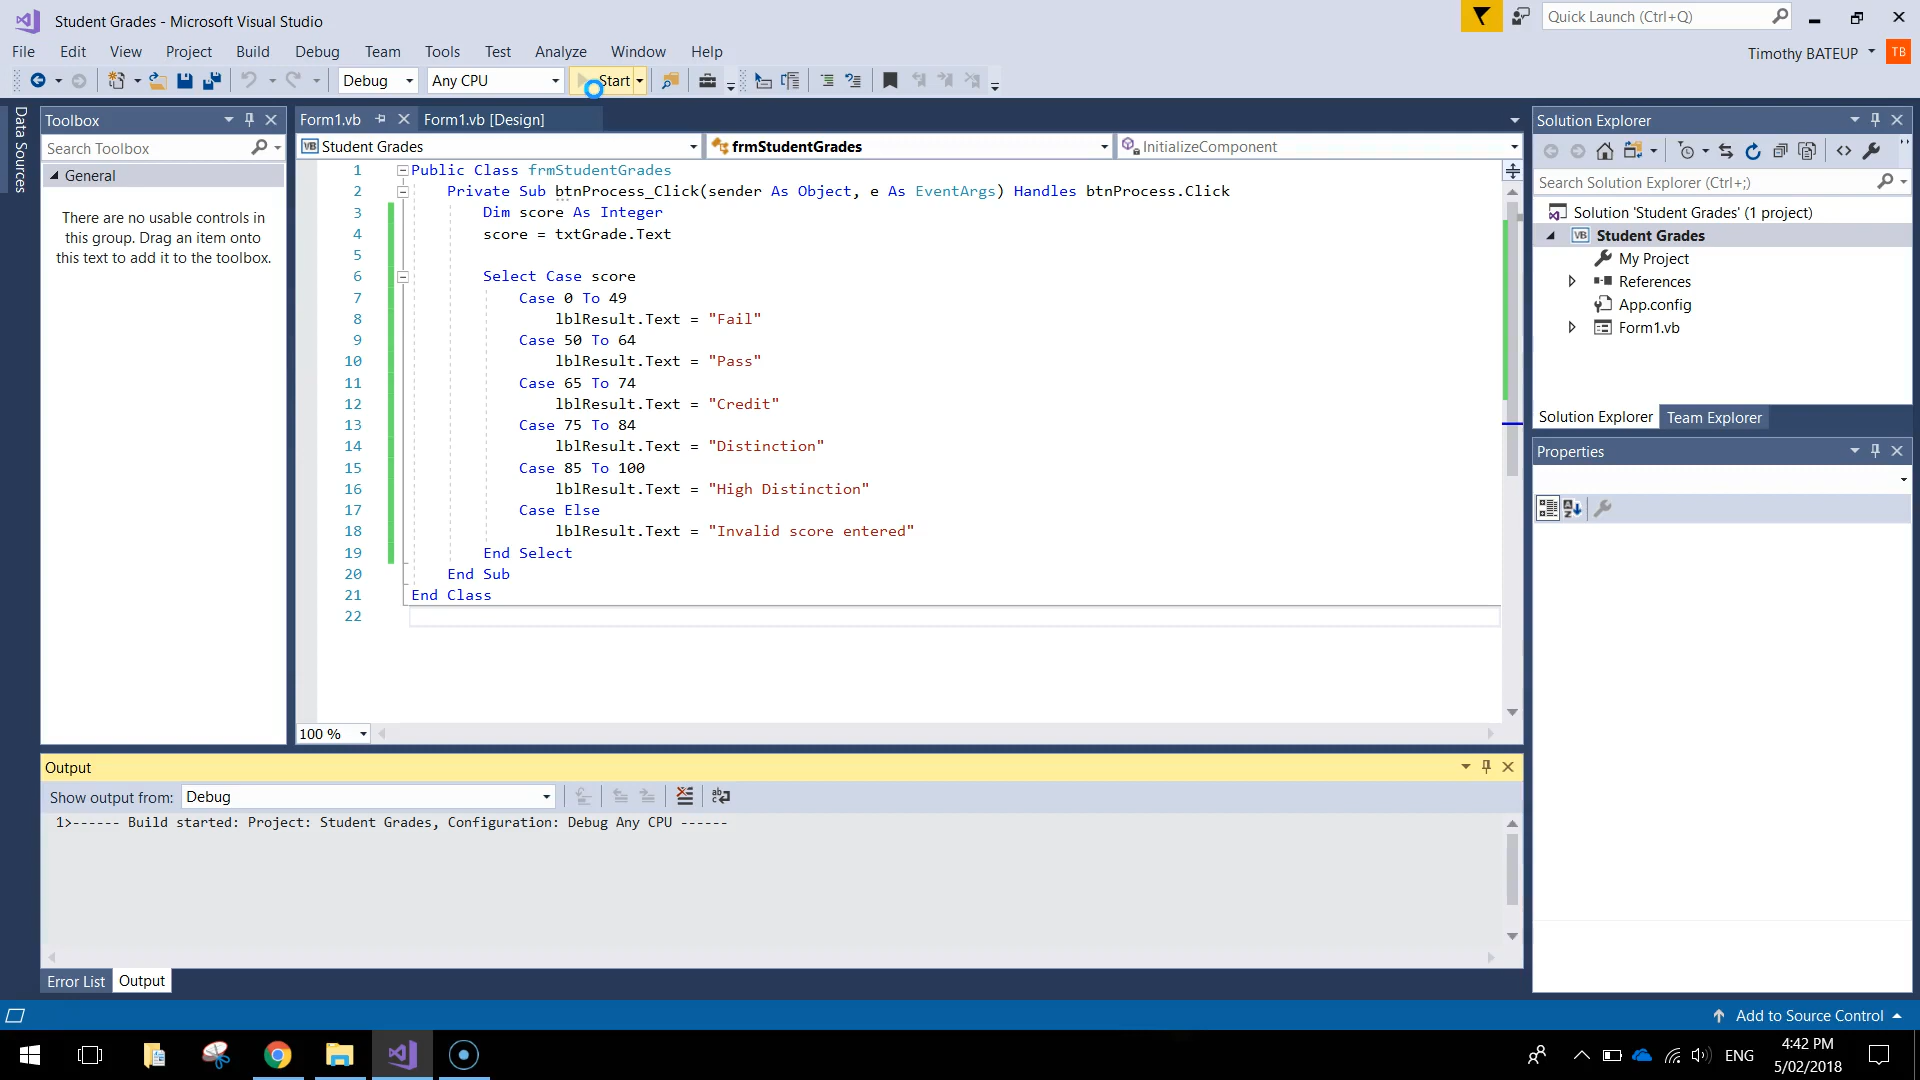 Student Grades - Microsoft Visual Studio
Quick Launch (Ctrl+Q)
File Edit View Project Build Debug Team Tools Test Analyze Window Help
Timothy BATEUP TB
Debug Any CPU Start
Data Sources
Toolbox
Search Toolbox
General
There are no usable controls in
this group. Drag an item onto
this text to add it to the toolbox.
Form1.vb Form1.vb [Design]
VB Student Grades frmStudentGrades InitializeComponent
1 Public Class frmStudentGrades
2 Private Sub btnProcess_Click(sender As Object, e As EventArgs) Handles btnProcess.Click
3 Dim score As Integer
4 score = txtGrade.Text
5
6 Select Case score
7 Case 0 To 49
8 lblResult.Text = "Fail"
9 Case 50 To 64
10 lblResult.Text = "Pass"
11 Case 65 To 74
12 lblResult.Text = "Credit"
13 Case 75 To 84
14 lblResult.Text = "Distinction"
15 Case 85 To 100
16 lblResult.Text = "High Distinction"
17 Case Else
18 lblResult.Text = "Invalid score entered"
19 End Select
20 End Sub
21 End Class
22
100 %
Output
Show output from: Debug
1>------ Build started: Project: Student Grades, Configuration: Debug Any CPU ------
Error List Output
Solution Explorer
Search Solution Explorer (Ctrl+;)
Solution 'Student Grades' (1 project)
VB Student Grades
My Project
References
App.config
Form1.vb
Solution Explorer Team Explorer
Properties
Add to Source Control
ENG
4:42 PM
5/02/2018